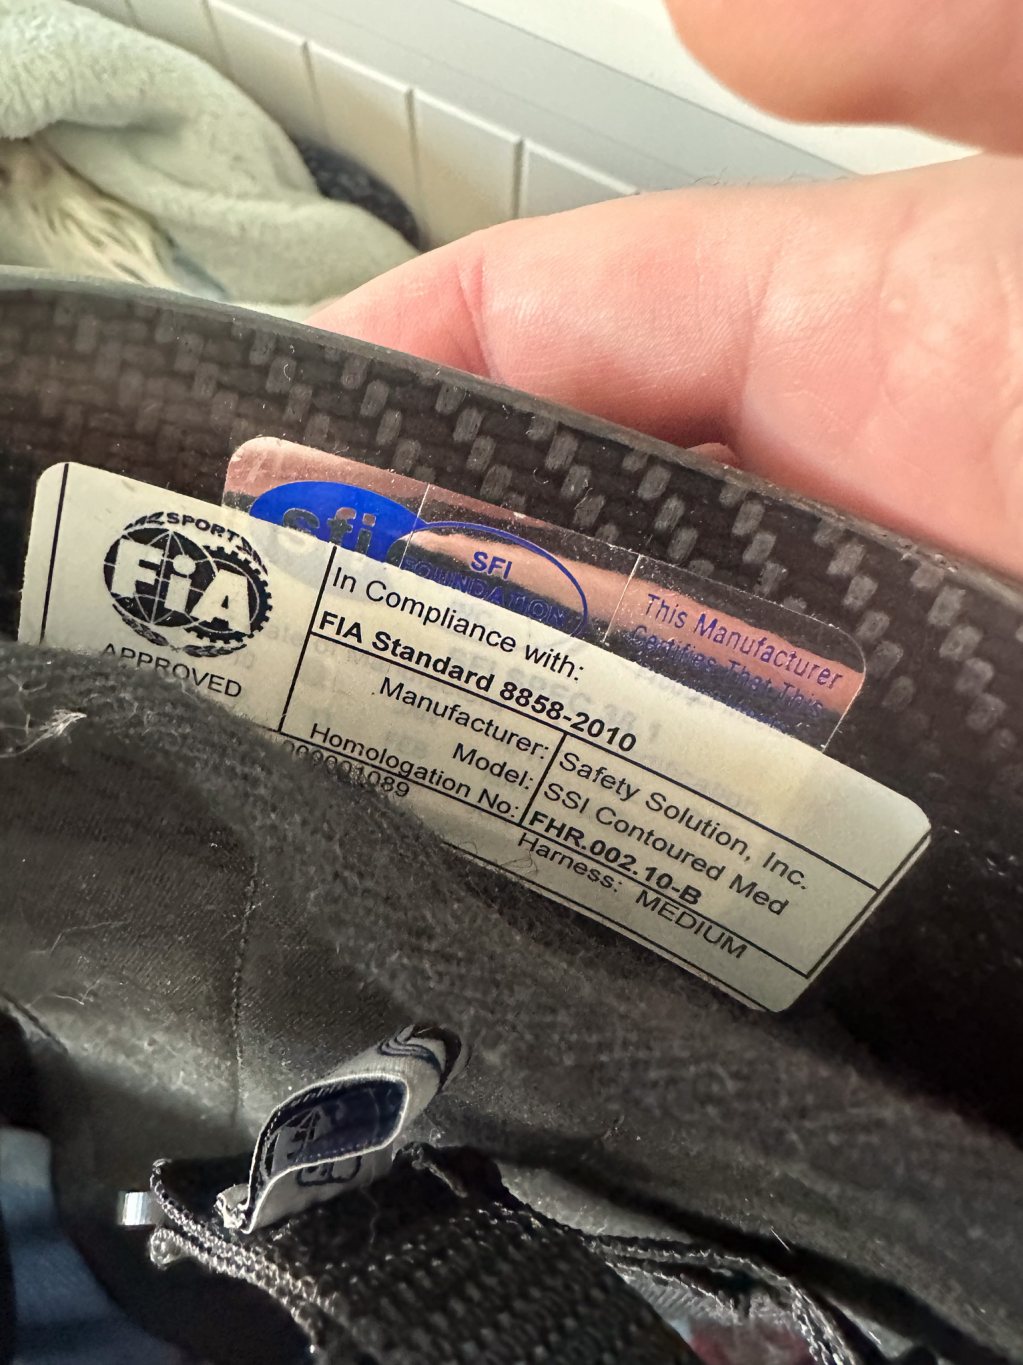 SPORT
FiA
APPROVED
sfi
SFI
FOUNDATION
This Manufacturer
Certifies That This
In Compliance with:
FIA Standard 8858-2010
Manufacturer: Safety Solution, Inc.
Model: SSI Contoured Med
Homologation No: FHR.002.10-B
000001089
Harness: MEDIUM